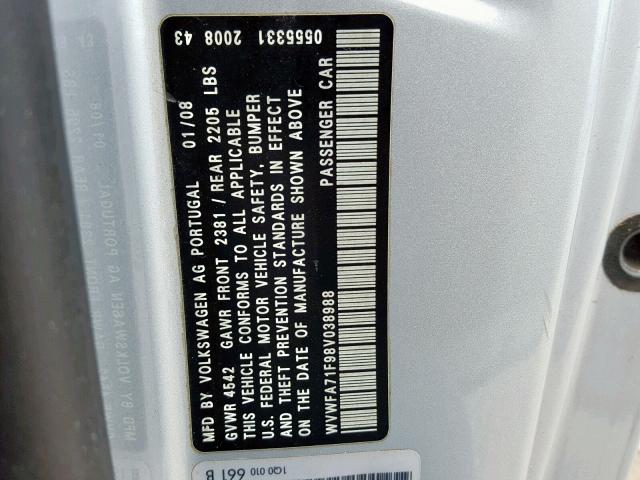 MFD BY VOLKSWAGEN AG PORTUGAL 01/08 2008 43 0555331
GVWR 4542 GAWR FRONT 2381 / REAR 2205 LBS
THIS VEHICLE CONFORMS TO ALL APPLICABLE
U.S. FEDERAL MOTOR VEHICLE SAFETY, BUMPER
AND THEFT PREVENTION STANDARDS IN EFFECT
ON THE DATE OF MANUFACTURE SHOWN ABOVE
WVWFA71F98V038988 PASSENGER CAR
1Q0 010 661 B